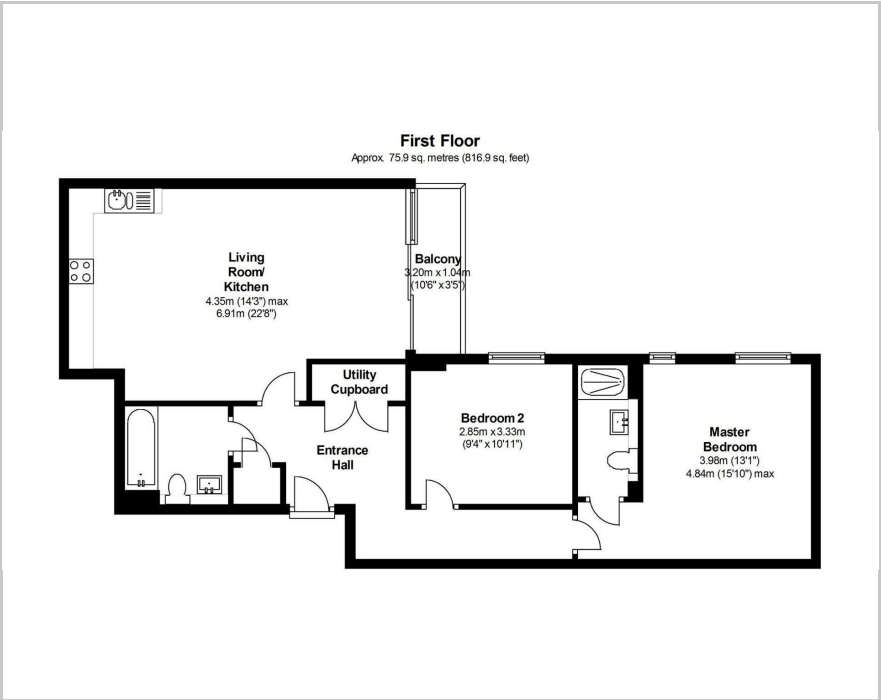 First Floor
Approx. 75.9 sq. metres (816.9 sq. feet)
Living
Room/
Kitchen
4.35m (14'3") max
6.91m (22'8")
Balcony
3.20m x 1.04m
(10'6" x 3'5")
Utility
Cupboard
Entrance
Hall
Bedroom 2
2.85m x 3.33m
(9'4" x 10'11")
Master
Bedroom
3.98m (13'1")
4.84m (15'10") max